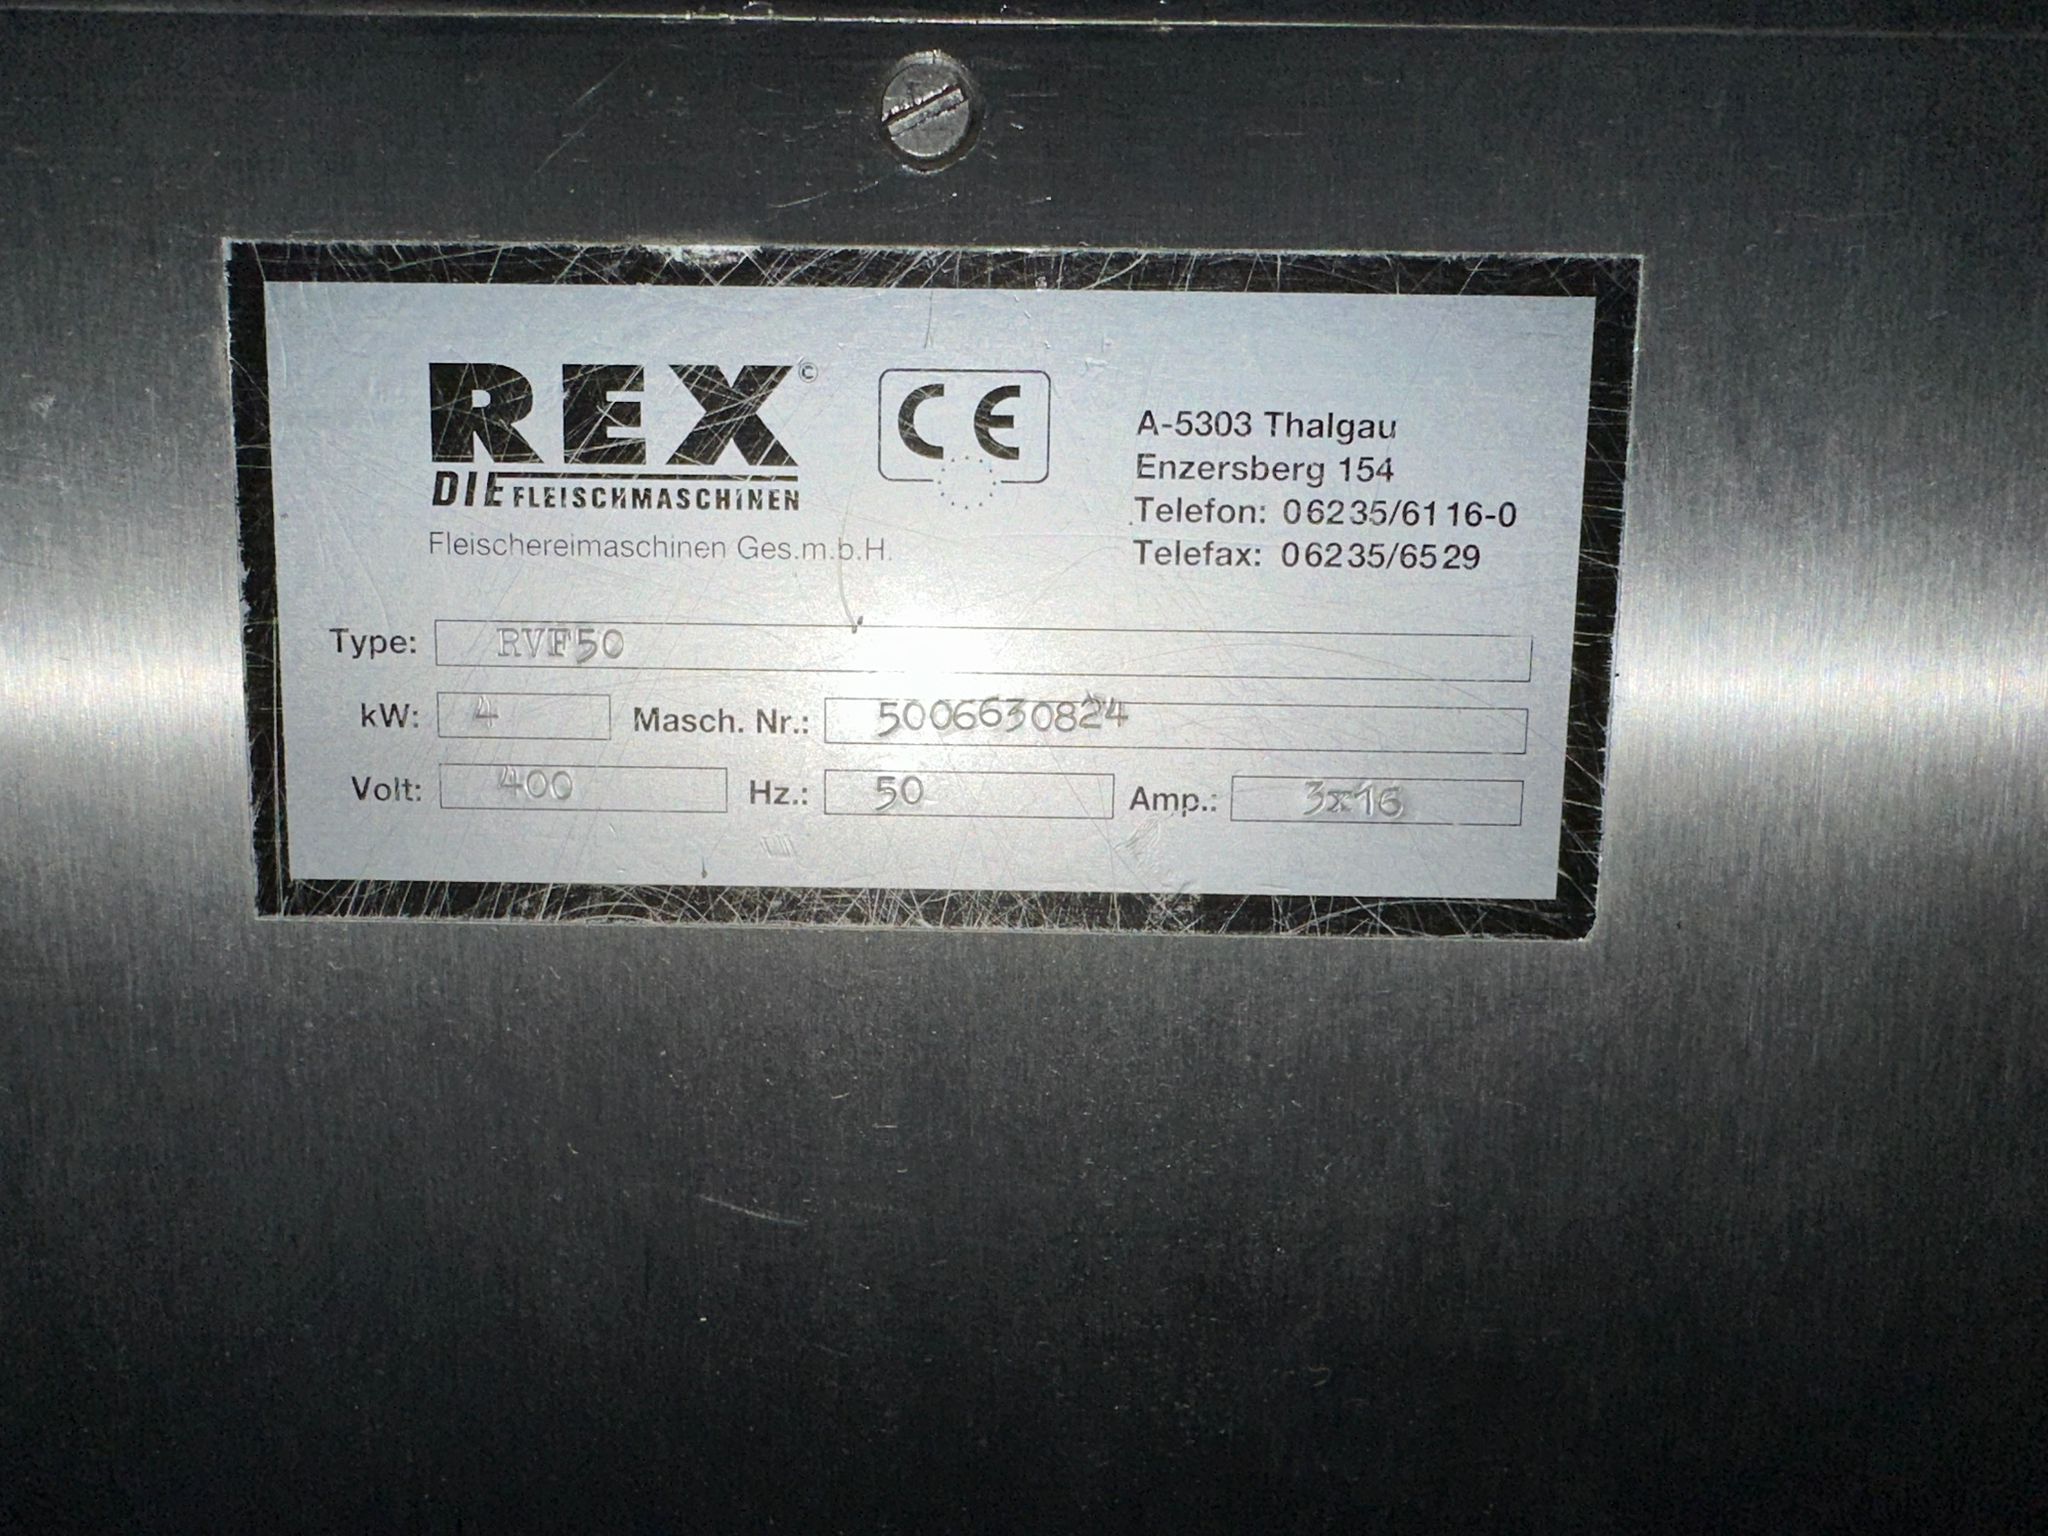 REX©
DIE FLEISCHMASCHINEN
Fleischereimaschinen Ges.m.b.H.
CE
A-5303 Thalgau
Enzersberg 154
Telefon: 06235/6116-0
Telefax: 06235/6529
Type: RVF50
kW: 4 Masch. Nr.: 5006630824
Volt: 400 Hz.: 50 Amp.: 3x16